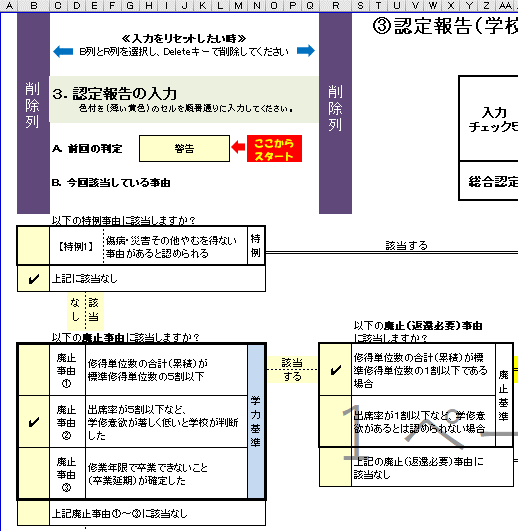 A B C D E F G H I J K L M N O P Q R S T U V W X Y Z AA
≪入力をリセットしたい時≫
B列とR列を選択し、Deleteキーで削除してください
③認定報告(学校
削除列
削除列
3. 認定報告の入力
色付き(薄い黄色)のセルを順番通りに入力してください。
入力
チェック
A. 前回の判定
警告
ここから
スタート
B. 今回該当している事由
総合認定
以下の特例事由に該当しますか?
【特例1】
傷病・災害その他やむを得ない
事由があると認められる
特例
該当する
✔
上記に該当なし
なし
該当
以下の廃止事由に該当しますか?
以下の廃止(返還必要)事由
に該当しますか?
廃止
事由
①
修得単位数の合計(累積)が
標準修得単位数の5割以下
学力基準
該当
する
✔
修得単位数の合計(累積)が標
準修得単位数の1割以下である
場合
廃止基準
✔
廃止
事由
②
出席率が5割以下など、
学修意欲が著しく低いと学校が判断
した
出席率が1割以下など、学修意
欲があるとは認められない場合
1 ペー
廃止
事由
③
修業年限で卒業できないこと
(卒業延期)が確定した
上記の廃止(返還必要)事由に
該当なし
上記廃止事由①~③に該当なし